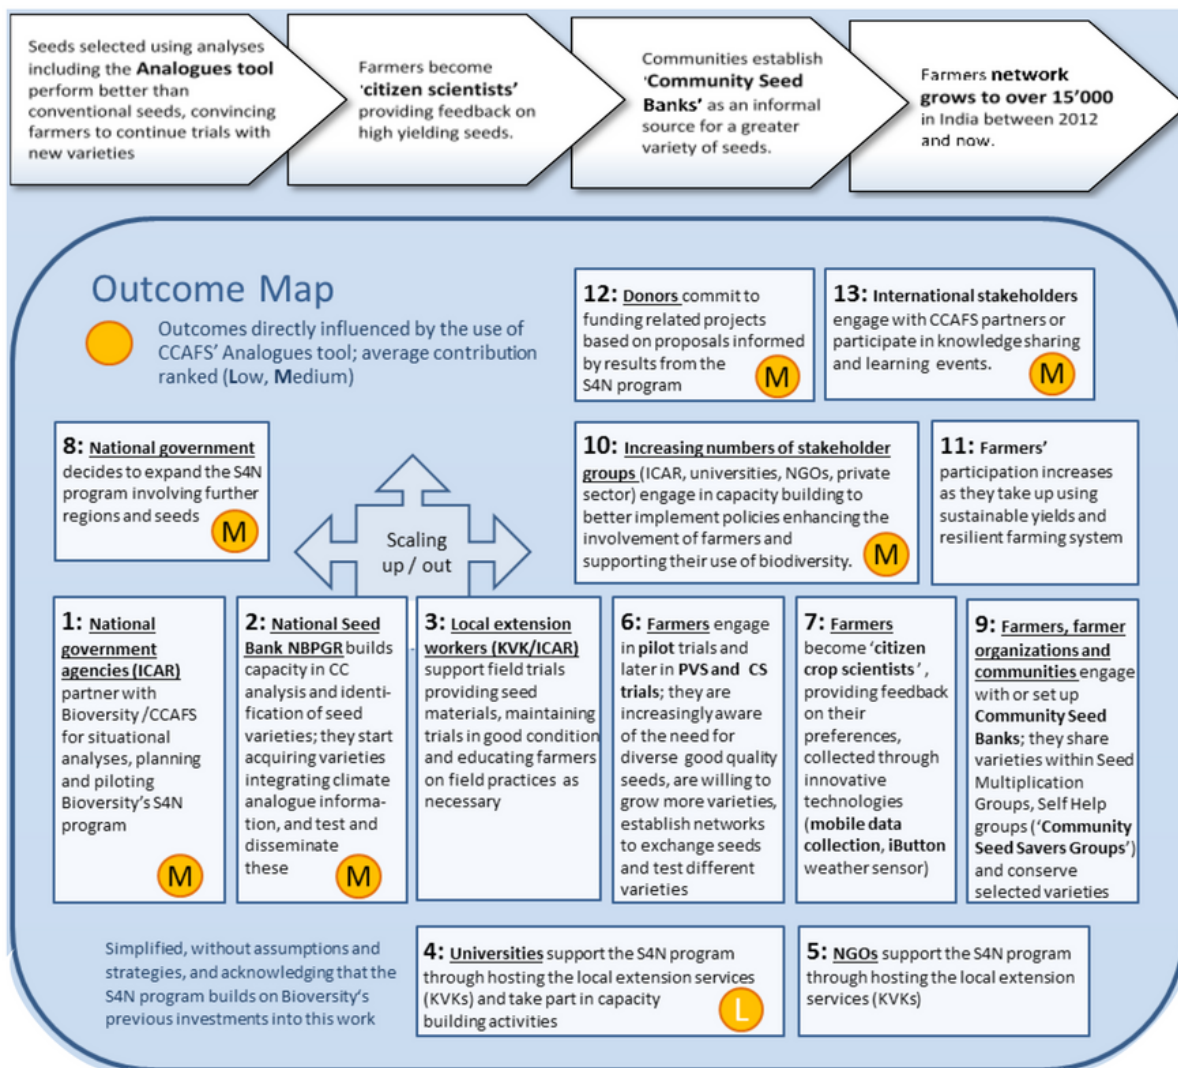 Seeds selected using analyses
including the Analogues tool
perform better than
conventional seeds, convincing
farmers to continue trials with
new varieties
Farmers become
'citizen scientists'
providing feedback on
high yielding seeds.
Communities establish
'Community Seed
Banks' as an informal
source for a greater
variety of seeds.
Farmers network
grows to over 15'000
in India between 2012
and now.
Outcome Map
Outcomes directly influenced by the use of
CCAFS' Analogues tool; average contribution
ranked (Low, Medium)
12: Donors commit to
funding related projects
based on proposals informed
by results from the
S4N program
M
13: International stakeholders
engage with CCAFS partners or
participate in knowledge sharing
and learning events.
M
8: National government
decides to expand the S4N
program involving further
regions and seeds
M
Scaling
up / out
10: Increasing numbers of stakeholder
groups (ICAR, universities, NGOs, private
sector) engage in capacity building to
better implement policies enhancing the
involvement of farmers and
supporting their use of biodiversity.
M
11: Farmers'
participation increases
as they take up using
sustainable yields and
resilient farming system
1: National
government
agencies (ICAR)
partner with
Bioversity/CCAFS
for situational
analyses, planning
and piloting
Bioversity's S4N
program
M
2: National Seed
Bank NBPGR builds
capacity in CC
analysis and identi-
fication of seed
varieties; they start
acquiring varieties
integrating climate
analogue informa-
tion, and test and
disseminate
these
M
3: Local extension
workers (KVK/ICAR)
support field trials
providing seed
materials, maintaining
trials in good condition
and educating farmers
on field practices as
necessary
6: Farmers engage
in pilot trials and
later in PVS and CS
trials; they are
increasingly aware
of the need for
diverse good quality
seeds, are willing to
grow more varieties,
establish networks
to exchange seeds
and test different
varieties
7: Farmers
become 'citizen
crop scientists',
providing feedback
on their
preferences,
collected through
innovative
technologies
(mobile data
collection, iButton
weather sensor)
9: Farmers, farmer
organizations and
communities engage
with or set up
Community Seed
Banks; they share
varieties within Seed
Multiplication
Groups, Self Help
groups ('Community
Seed Savers Groups')
and conserve
selected varieties
Simplified, without assumptions and
strategies, and acknowledging that the
S4N program builds on Bioversity's
previous investments into this work
4: Universities support the S4N program
through hosting the local extension services
(KVKs) and take part in capacity
building activities
L
5: NGOs support the S4N program
through hosting the local extension
services (KVKs)